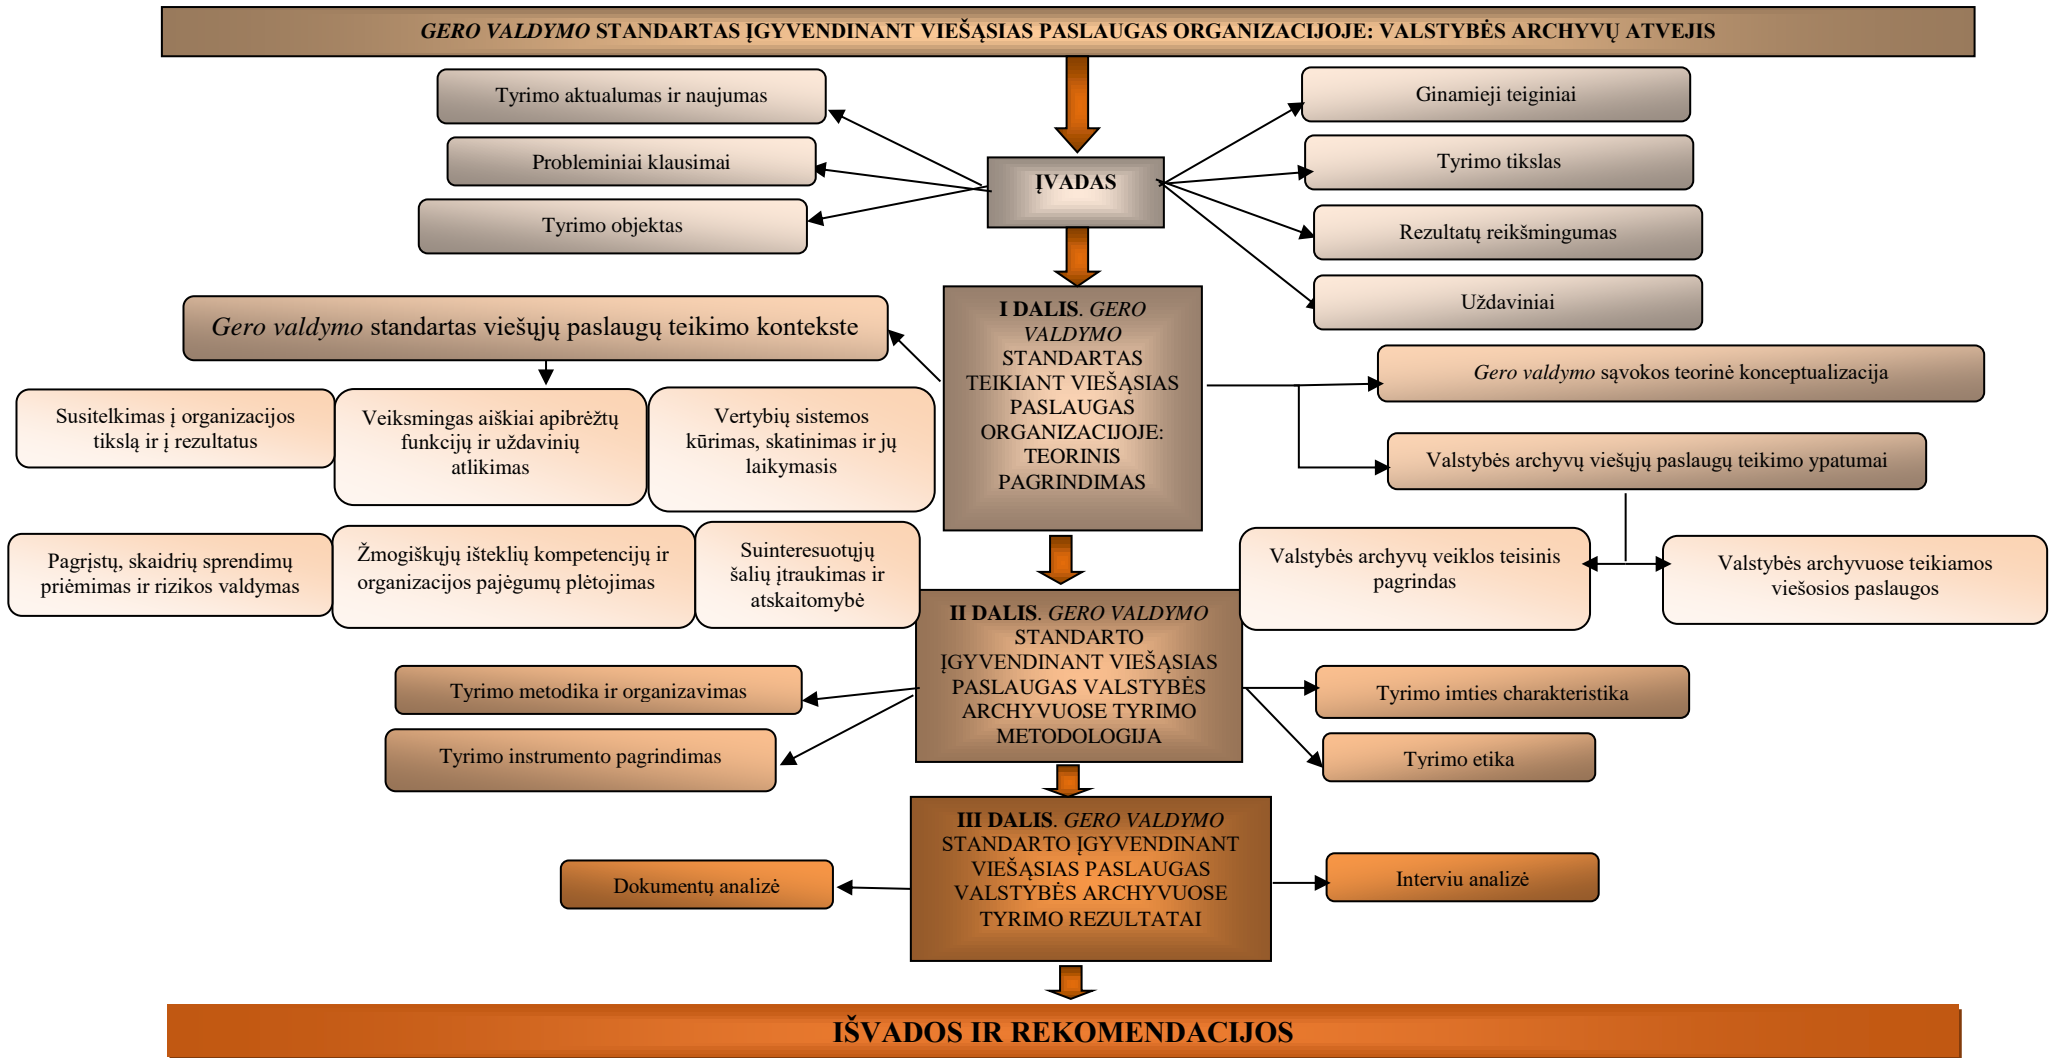 GERO VALDYMO STANDARTAS ĮGYVENDINANT VIEŠĄSIAS PASLAUGAS ORGANIZACIJOJE: VALSTYBĖS ARCHYVŲ ATVEJIS
Tyrimo aktualumas ir naujumas
Probleminiai klausimai
Tyrimo objektas
ĮVADAS
Ginamieji teiginiai
Tyrimo tikslas
Rezultatų reikšmingumas
Uždaviniai
Gero valdymo standartas viešųjų paslaugų teikimo kontekste
Susitelkimas į organizacijos
tikslą ir į rezultatus
Veiksmingas aiškiai apibrėžtų
funkcijų ir uždavinių
atlikimas
Vertybių sistemos
kūrimas, skatinimas ir jų
laikymasis
Pagrįstų, skaidrių sprendimų
priėmimas ir rizikos valdymas
Žmogiškųjų išteklių kompetencijų ir
organizacijos pajėgumų plėtojimas
Suinteresuotųjų
šalių įtraukimas ir
atskaitomybė
I DALIS. GERO
VALDYMO
STANDARTAS
TEIKIANT VIEŠĄSIAS
PASLAUGAS
ORGANIZACIJOJE:
TEORINIS
PAGRINDIMAS
Gero valdymo sąvokos teorinė konceptualizacija
Valstybės archyvų viešųjų paslaugų teikimo ypatumai
Valstybės archyvų veiklos teisinis
pagrindas
Valstybės archyvuose teikiamos
viešosios paslaugos
II DALIS. GERO VALDYMO
STANDARTO
ĮGYVENDINANT VIEŠĄSIAS
PASLAUGAS VALSTYBĖS
ARCHYVUOSE TYRIMO
METODOLOGIJA
Tyrimo metodika ir organizavimas
Tyrimo instrumento pagrindimas
Tyrimo imties charakteristika
Tyrimo etika
III DALIS. GERO VALDYMO
STANDARTO ĮGYVENDINANT
VIEŠĄSIAS PASLAUGAS
VALSTYBĖS ARCHYVUOSE
TYRIMO REZULTATAI
Dokumentų analizė
Interviu analizė
IŠVADOS IR REKOMENDACIJOS